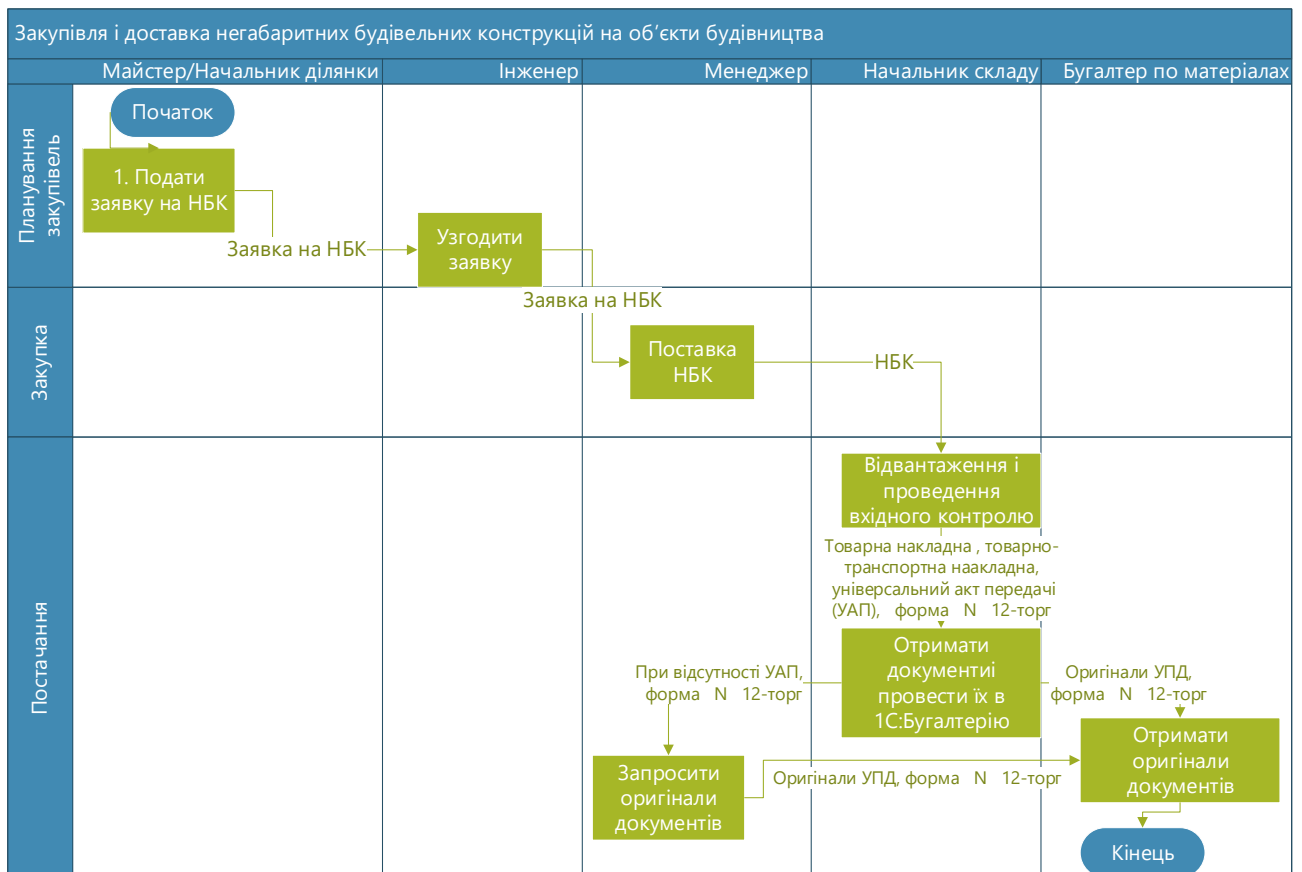 Закупівля і доставка негабаритних будівельних конструкцій на об’єкти будівництва
Майстер/Начальник ділянки
Інженер
Менеджер
Начальник складу
Бугалтер по матеріалах
Планування
закупівель
Початок
1. Подати
заявку на НБК
Заявка на НБК
Узгодити
заявку
Заявка на НБК
Закупка
Поставка
НБК
НБК
Постачання
Відвантаження і
проведення
вхідного контролю
Товарна накладна , товарно-
транспортна наакладна,
універсальний акт передачі
(УАП), форма N 12-торг
Отримати
документиі
провести їх в
1С:Бугалтерію
При відсутності УАП,
форма N 12-торг
Оригінали УПД,
форма N 12-торг
Запросити
оригінали
документів
Оригінали УПД, форма N 12-торг
Отримати
оригінали
документів
Кінець